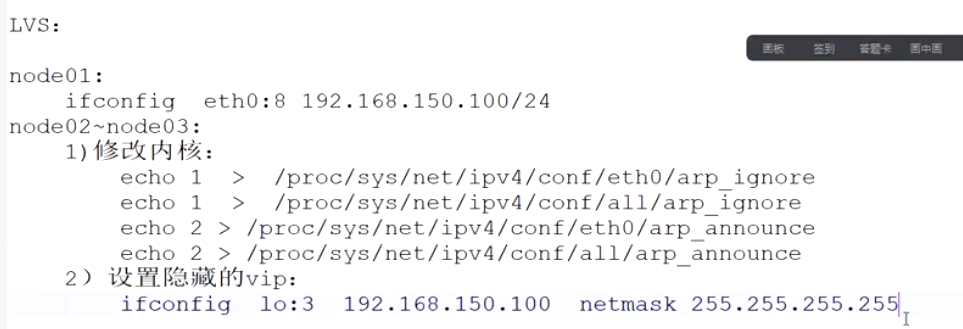 LVS:
画板 签到 答题卡 画中画
node01:
ifconfig eth0:8 192.168.150.100/24
node02~node03:
1)修改内核:
echo 1 > /proc/sys/net/ipv4/conf/eth0/arp_ignore
echo 1 > /proc/sys/net/ipv4/conf/all/arp_ignore
echo 2 > /proc/sys/net/ipv4/conf/eth0/arp_announce
echo 2 > /proc/sys/net/ipv4/conf/all/arp_announce
2）设置隐藏的vip:
ifconfig lo:3 192.168.150.100 netmask 255.255.255.255